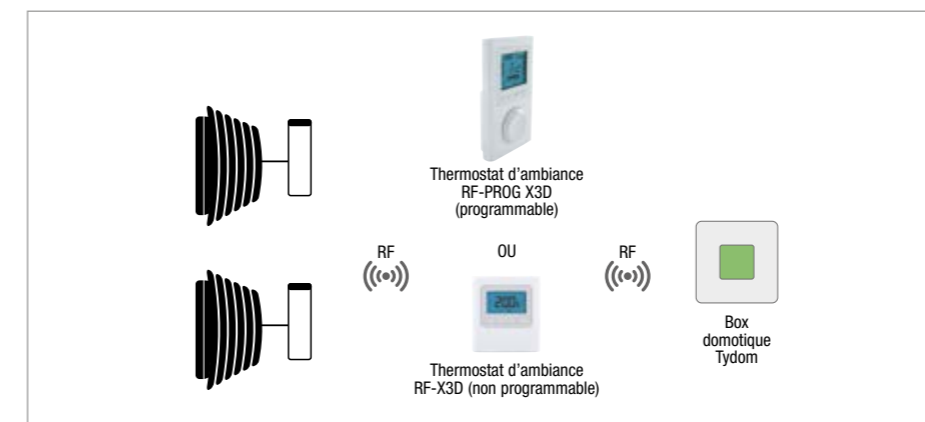 Thermostat d'ambiance
RF-PROG X3D
(programmable)
RF
OU
RF
Thermostat d'ambiance
RF-X3D (non programmable)
Box
domotique
Tydom